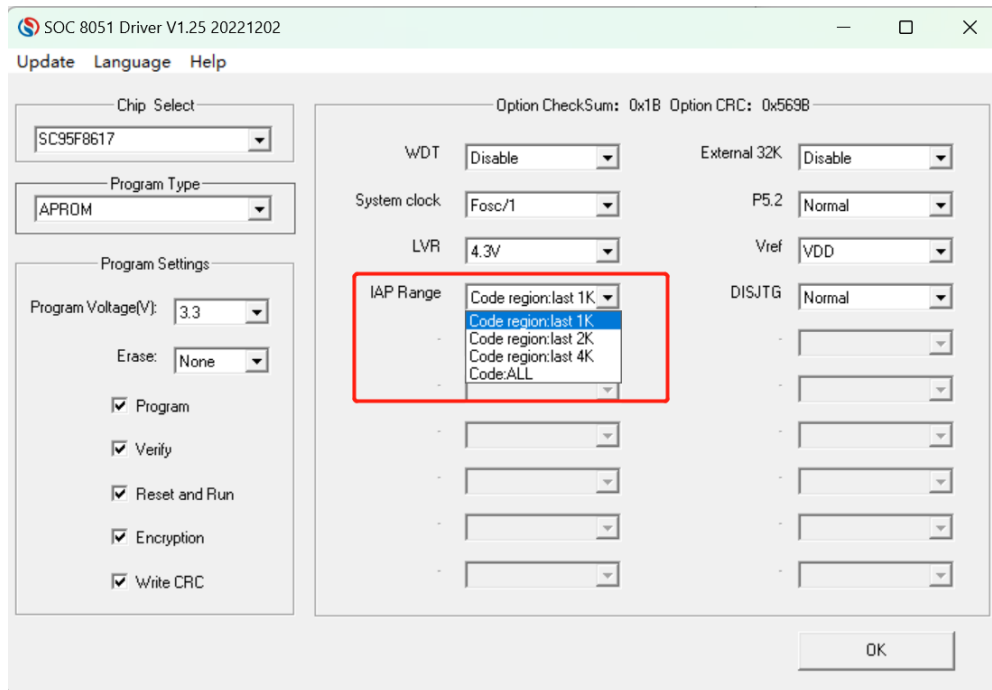 SOC 8051 Driver V1.25 20221202
Update Language Help
Chip Select
SC95F8617
Program Type
APROM
Program Settings
Program Voltage(V): 3.3
Erase: None
Program
Verify
Reset and Run
Encryption
Write CRC
Option CheckSum: 0x1B Option CRC: 0x569B
WDT Disable
External 32K Disable
System clock Fosc/1
P5.2 Normal
LVR 4.3V
Vref VDD
IAP Range Code region:last 1K
DISJTG Normal
Code region:last 1K
Code region:last 2K
Code region:last 4K
Code:ALL
OK